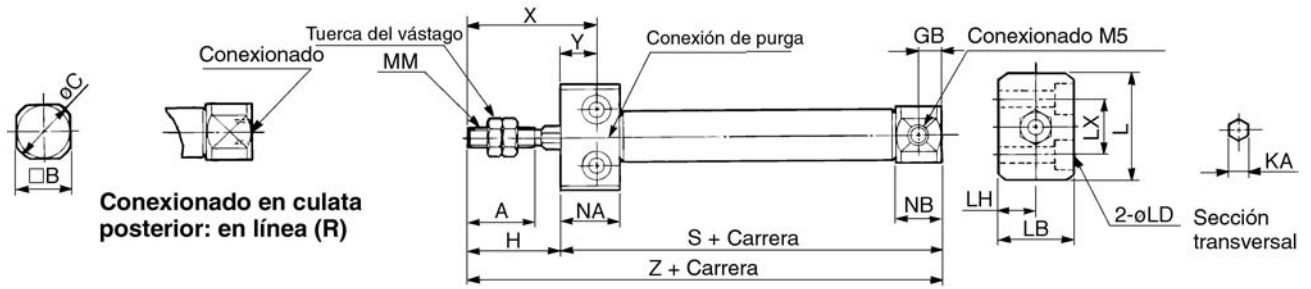 X
Tuerca del vástago
Y
Conexión de purga
GB
Conexionado M5
Conexionado
MM
øC
□B
Conexionado en culata
posterior: en línea (R)
A
NA
NB
H
S + Carrera
Z + Carrera
LX
L
LH
LB
2-øLD
KA
Sección
transversal